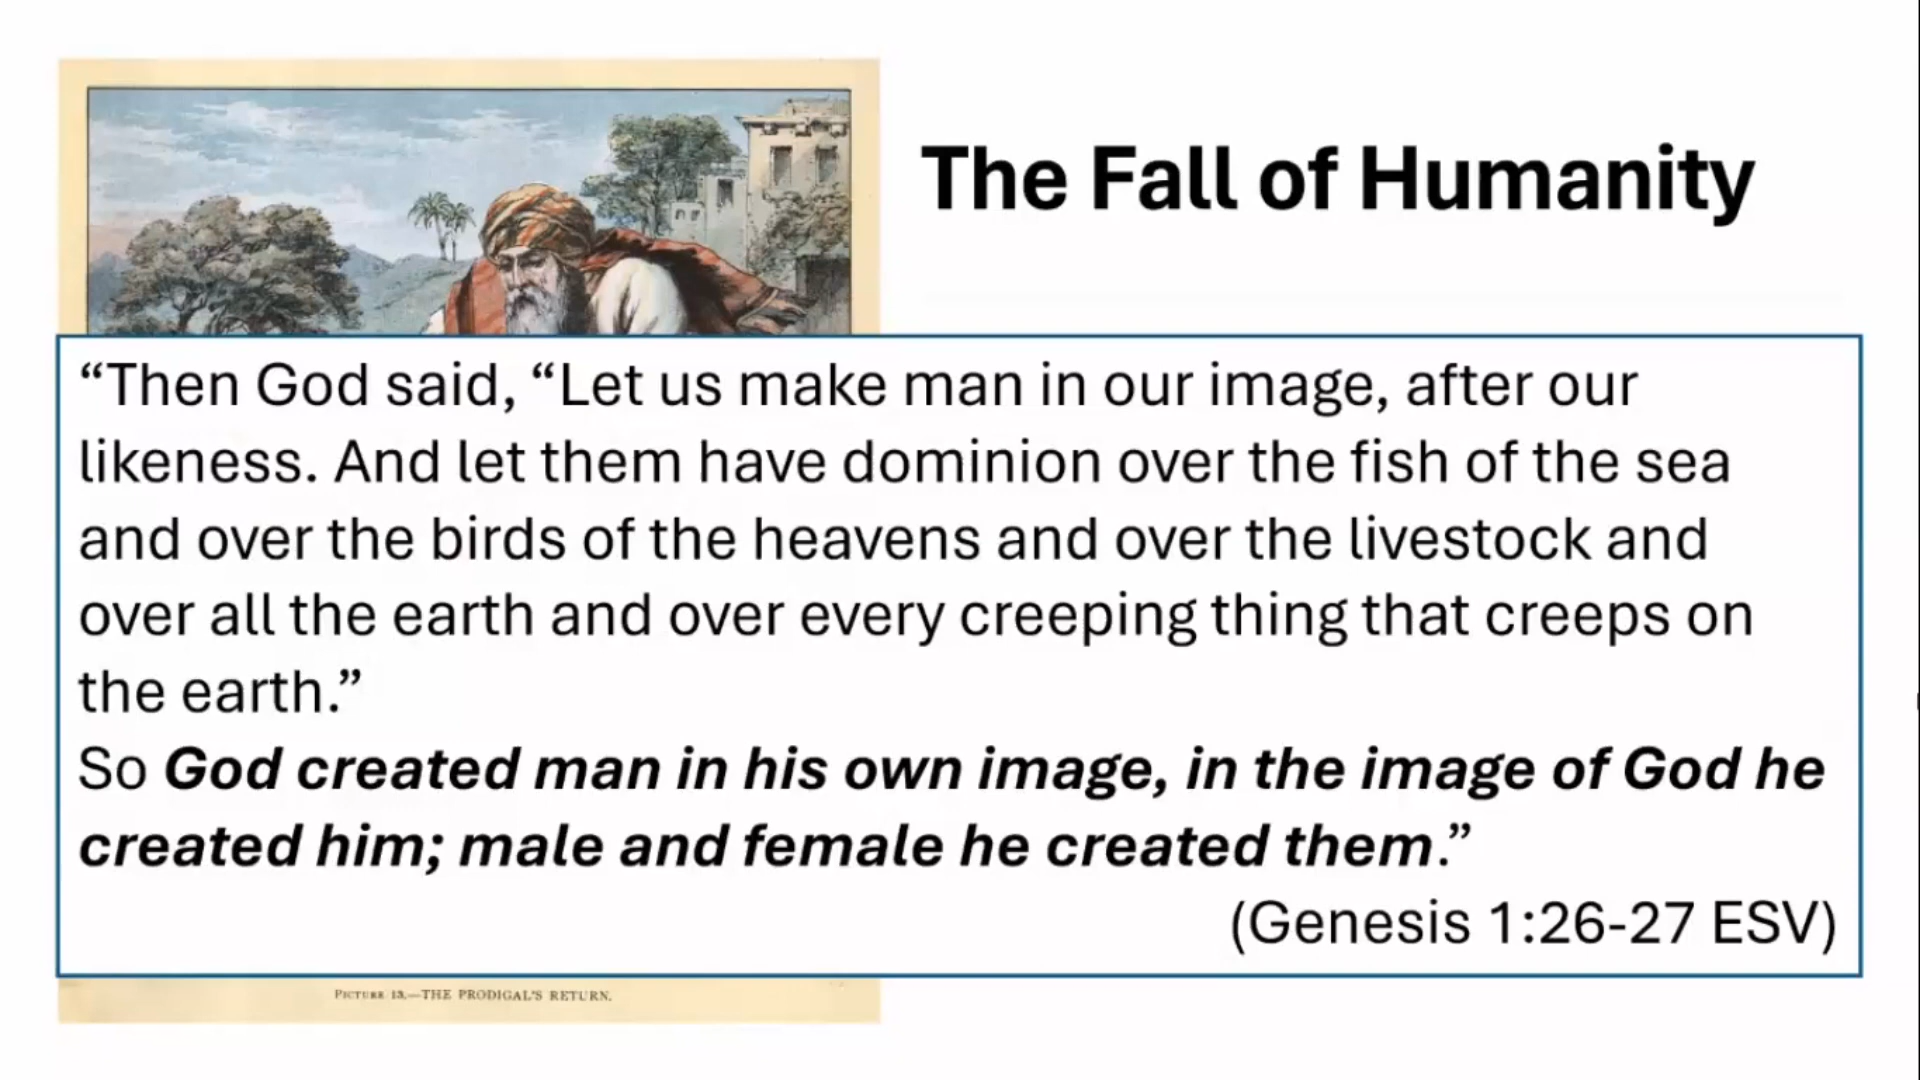 The Fall of Humanity
“Then God said, “Let us make man in our image, after our
likeness. And let them have dominion over the fish of the sea
and over the birds of the heavens and over the livestock and
over all the earth and over every creeping thing that creeps on
the earth.”
So God created man in his own image, in the image of God he
created him; male and female he created them.”
(Genesis 1:26-27 ESV)
PICTURE 13.—THE PRODIGAL'S RETURN.